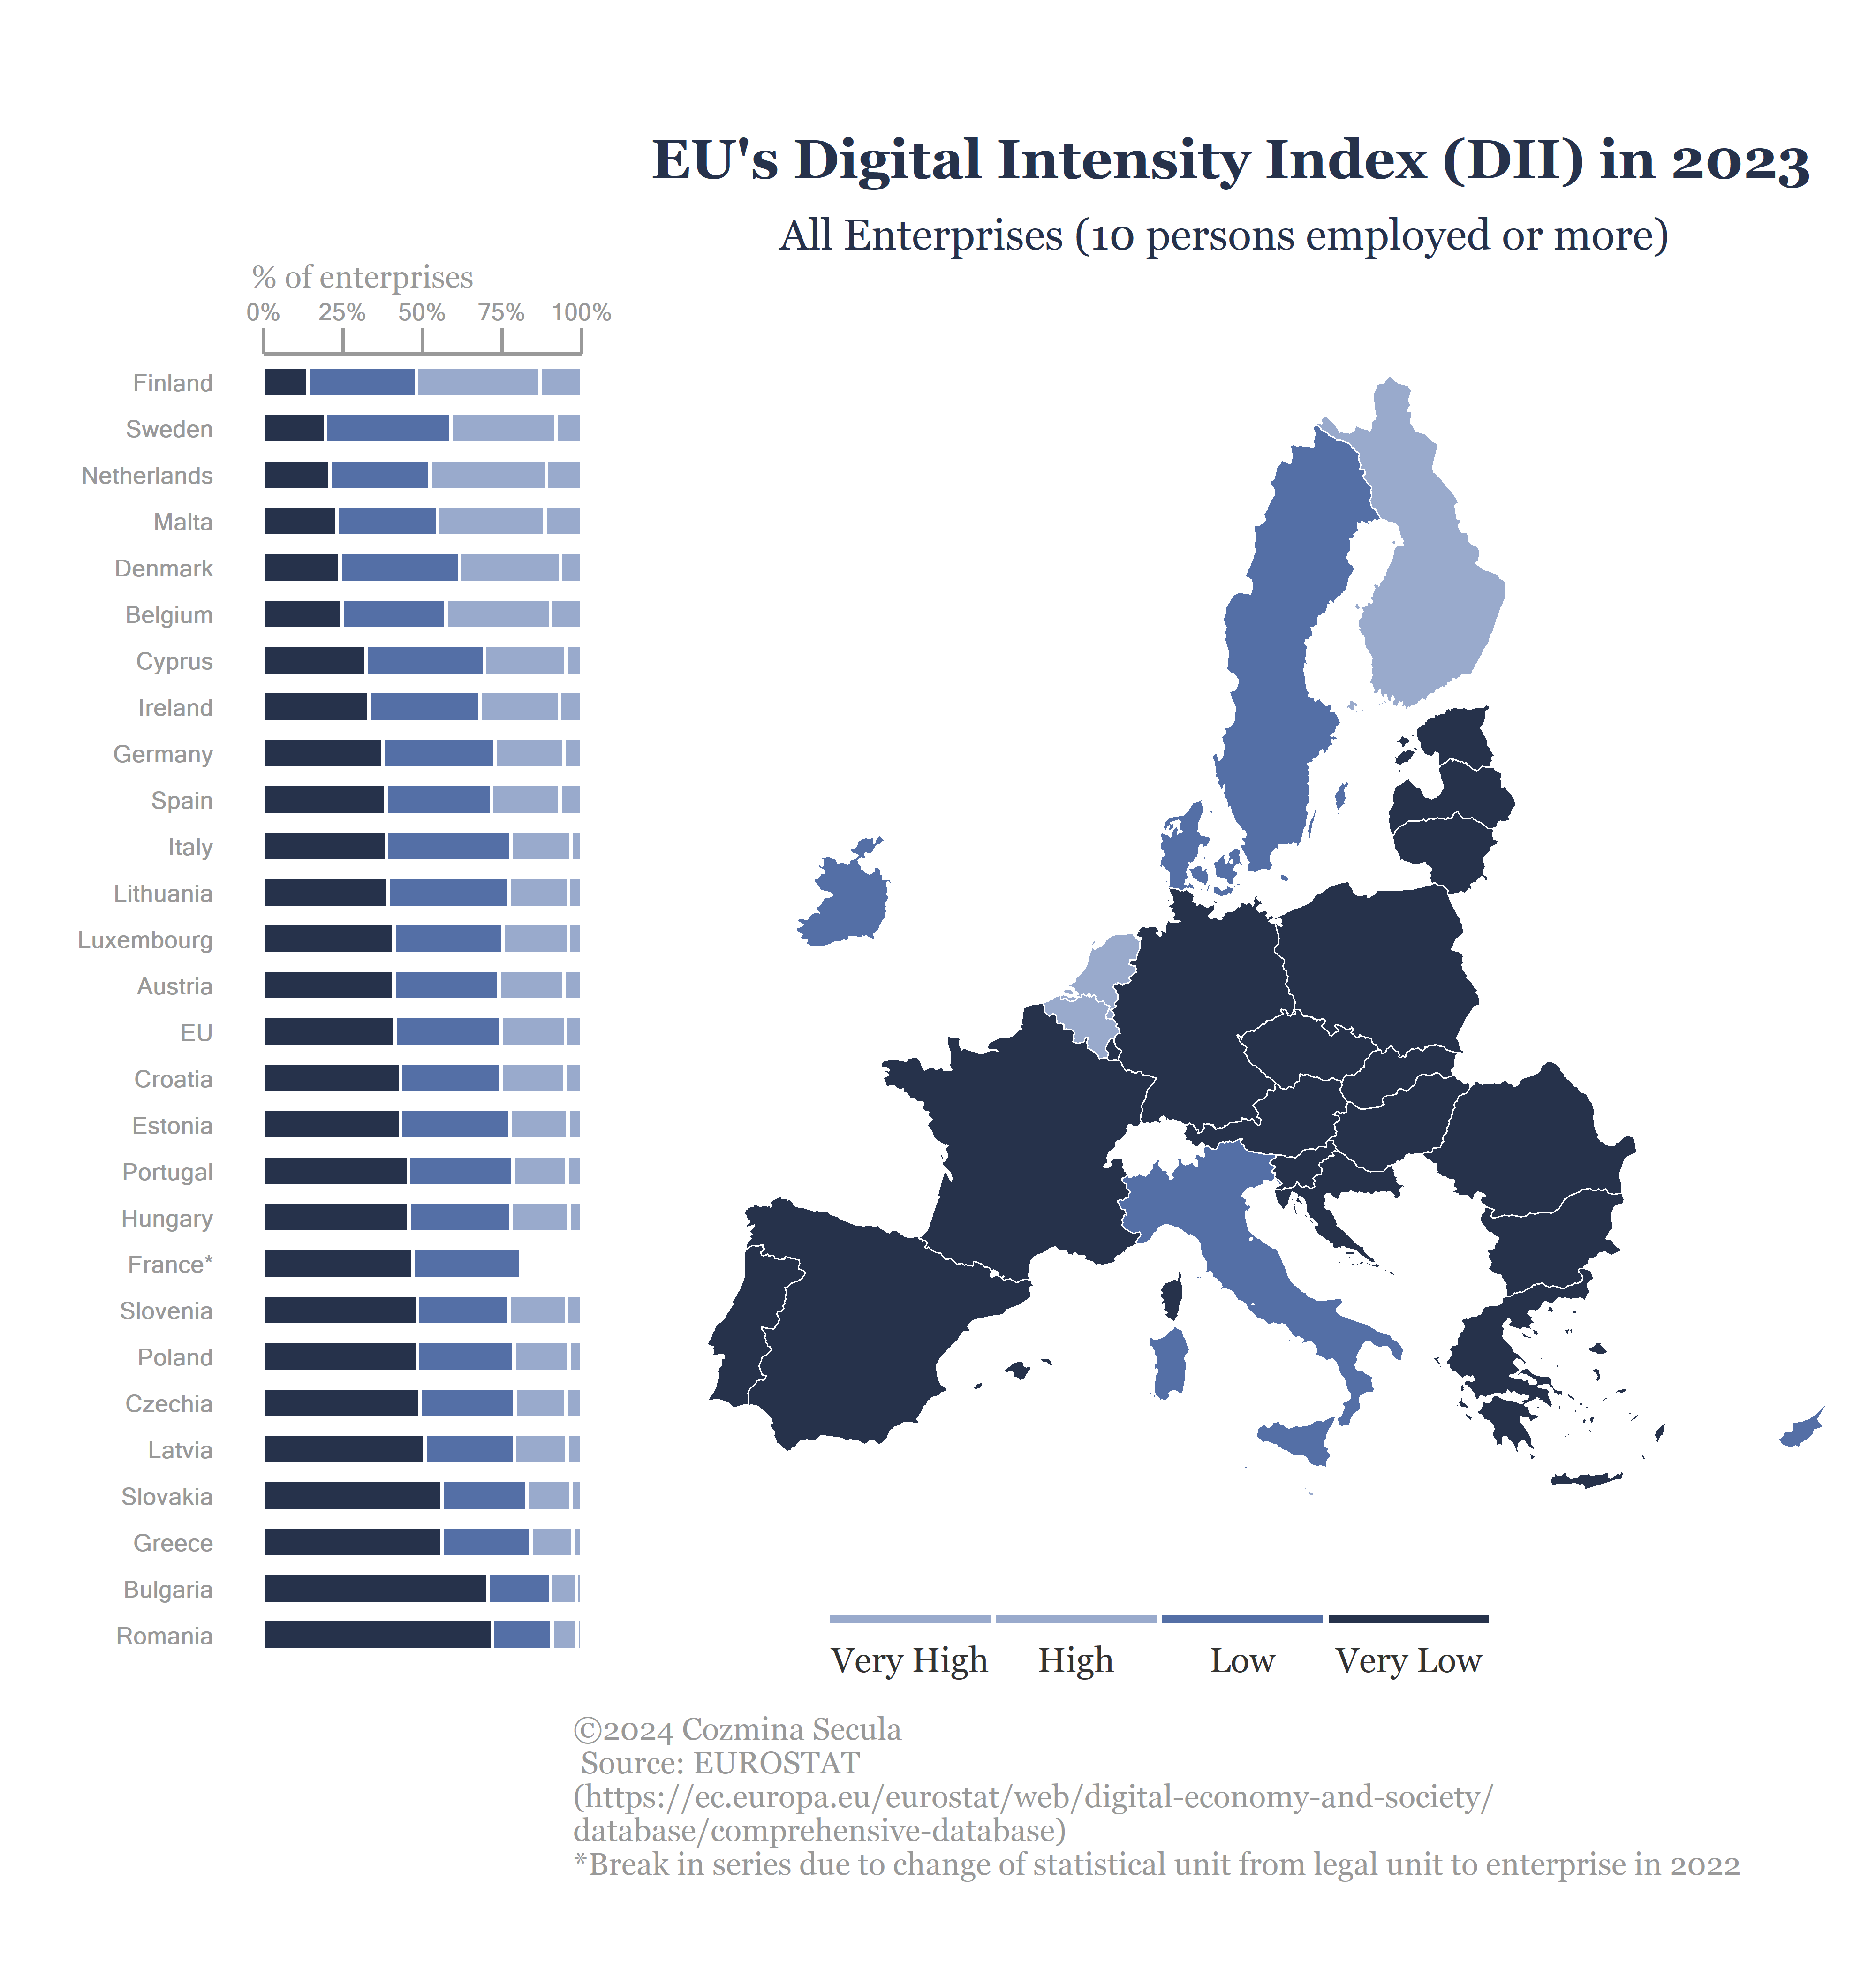 EU's Digital Intensity Index (DII) in 2023
All Enterprises (10 persons employed or more)
% of enterprises
0% 25% 50% 75% 100%
Finland
Sweden
Netherlands
Malta
Denmark
Belgium
Cyprus
Ireland
Germany
Spain
Italy
Lithuania
Luxembourg
Austria
EU
Croatia
Estonia
Portugal
Hungary
France*
Slovenia
Poland
Czechia
Latvia
Slovakia
Greece
Bulgaria
Romania
Very High High Low Very Low
©2024 Cozmina Secula
Source: EUROSTAT
(https://ec.europa.eu/eurostat/web/digital-economy-and-society/
database/comprehensive-database)
*Break in series due to change of statistical unit from legal unit to enterprise in 2022